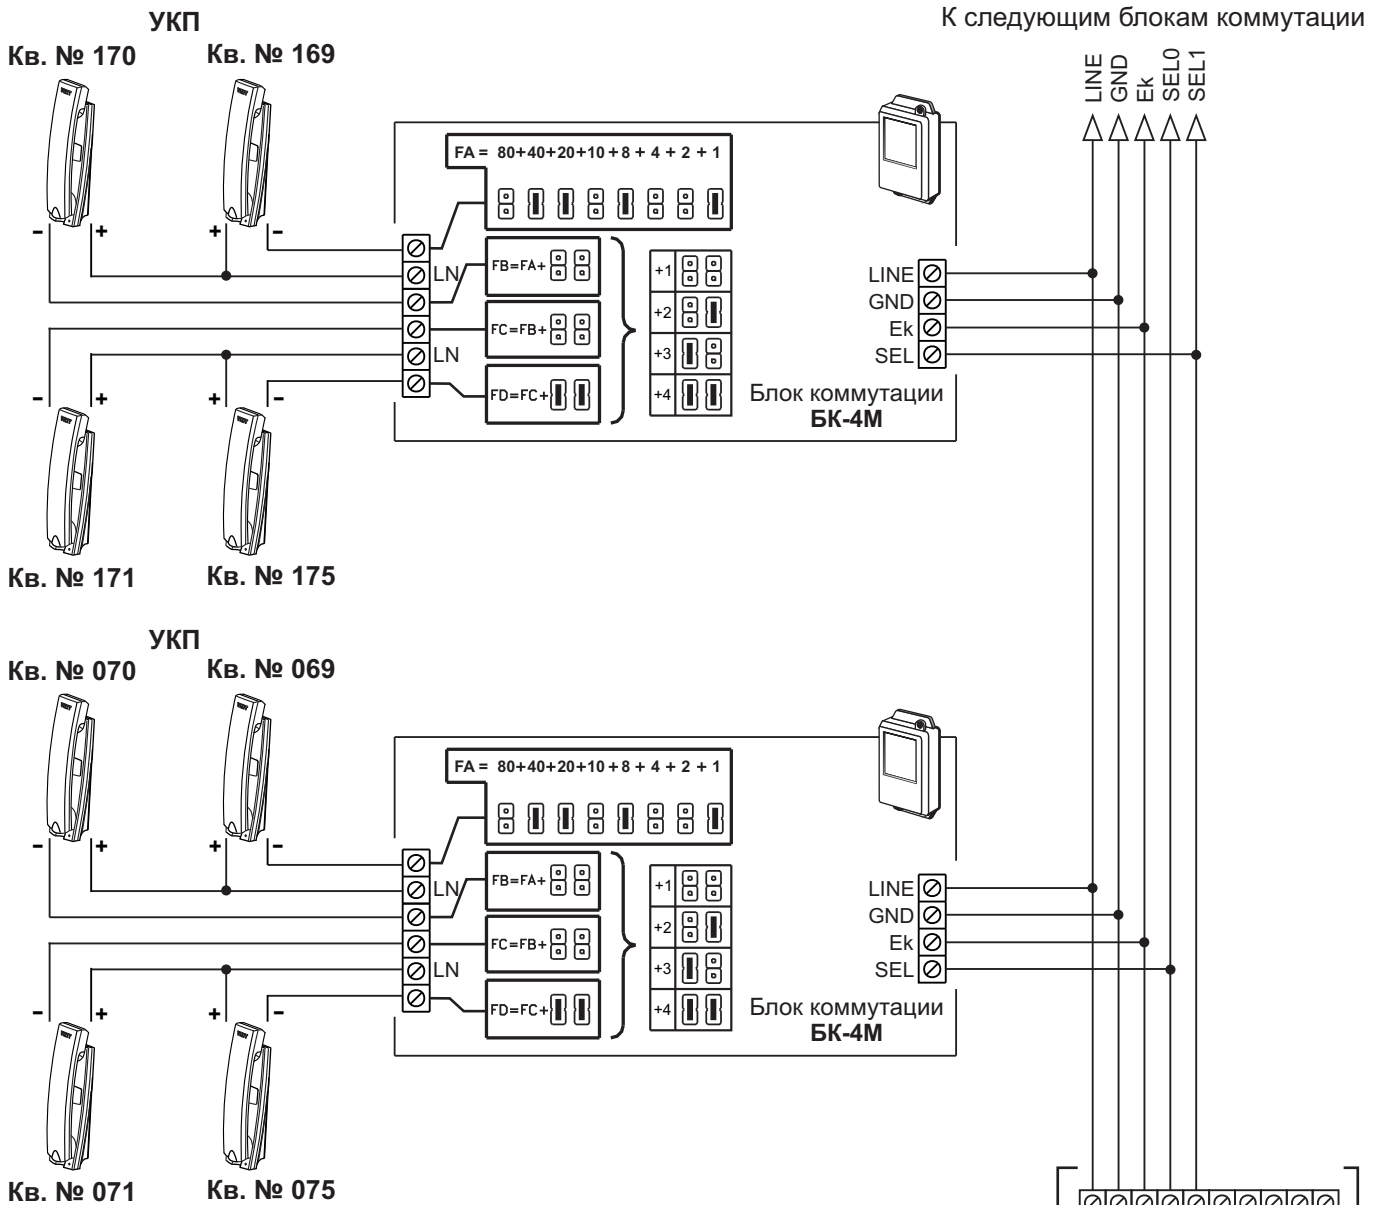 УКП
К следующим блокам коммутации
Кв. № 170
Кв. № 169
LINE
GND
Ek
SEL0
SEL1
FA = 80+40+20+10+8+4+2+1
- + + -
LN
FB=FA+
FC=FB+
LN
FD=FC+
+1
+2
+3
+4
LINE
GND
Ek
SEL
Блок коммутации
БК-4М
- + + -
Кв. № 171
Кв. № 175
УКП
Кв. № 070
Кв. № 069
FA = 80+40+20+10+8+4+2+1
- + + -
LN
FB=FA+
FC=FB+
LN
FD=FC+
+1
+2
+3
+4
LINE
GND
Ek
SEL
Блок коммутации
БК-4М
- + + -
Кв. № 071
Кв. № 075